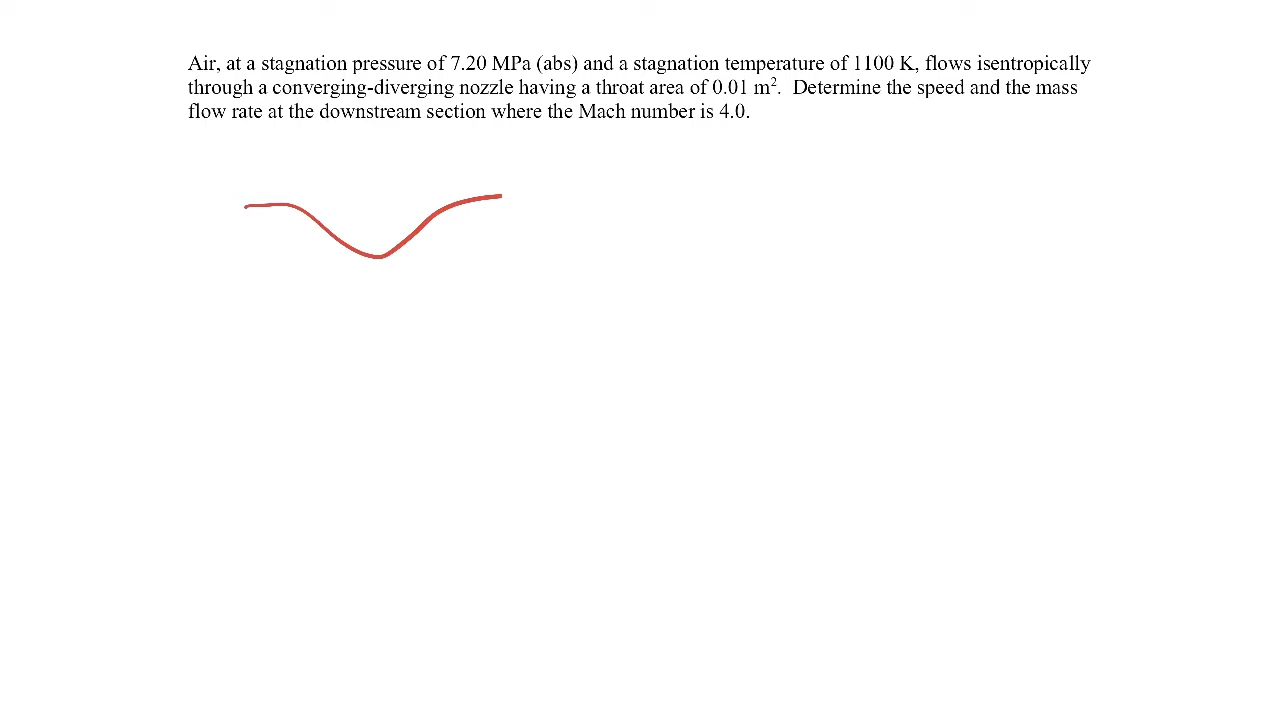 Air, at a stagnation pressure of 7.20 MPa (abs) and a stagnation temperature of 1100 K, flows isentropically
through a converging-diverging nozzle having a throat area of 0.01 m². Determine the speed and the mass
flow rate at the downstream section where the Mach number is 4.0.